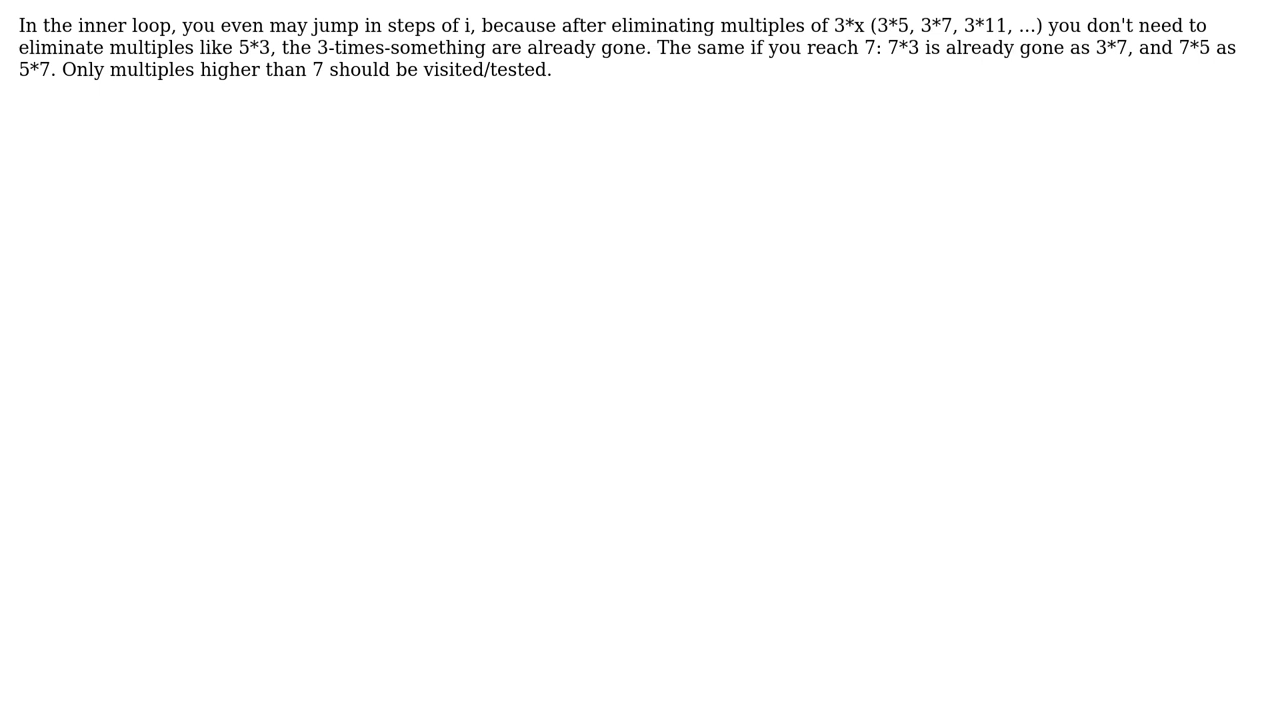 In the inner loop, you even may jump in steps of i, because after eliminating multiples of 3*x (3*5, 3*7, 3*11, ...) you don't need to
eliminate multiples like 5*3, the 3-times-something are already gone. The same if you reach 7: 7*3 is already gone as 3*7, and 7*5 as
5*7. Only multiples higher than 7 should be visited/tested.